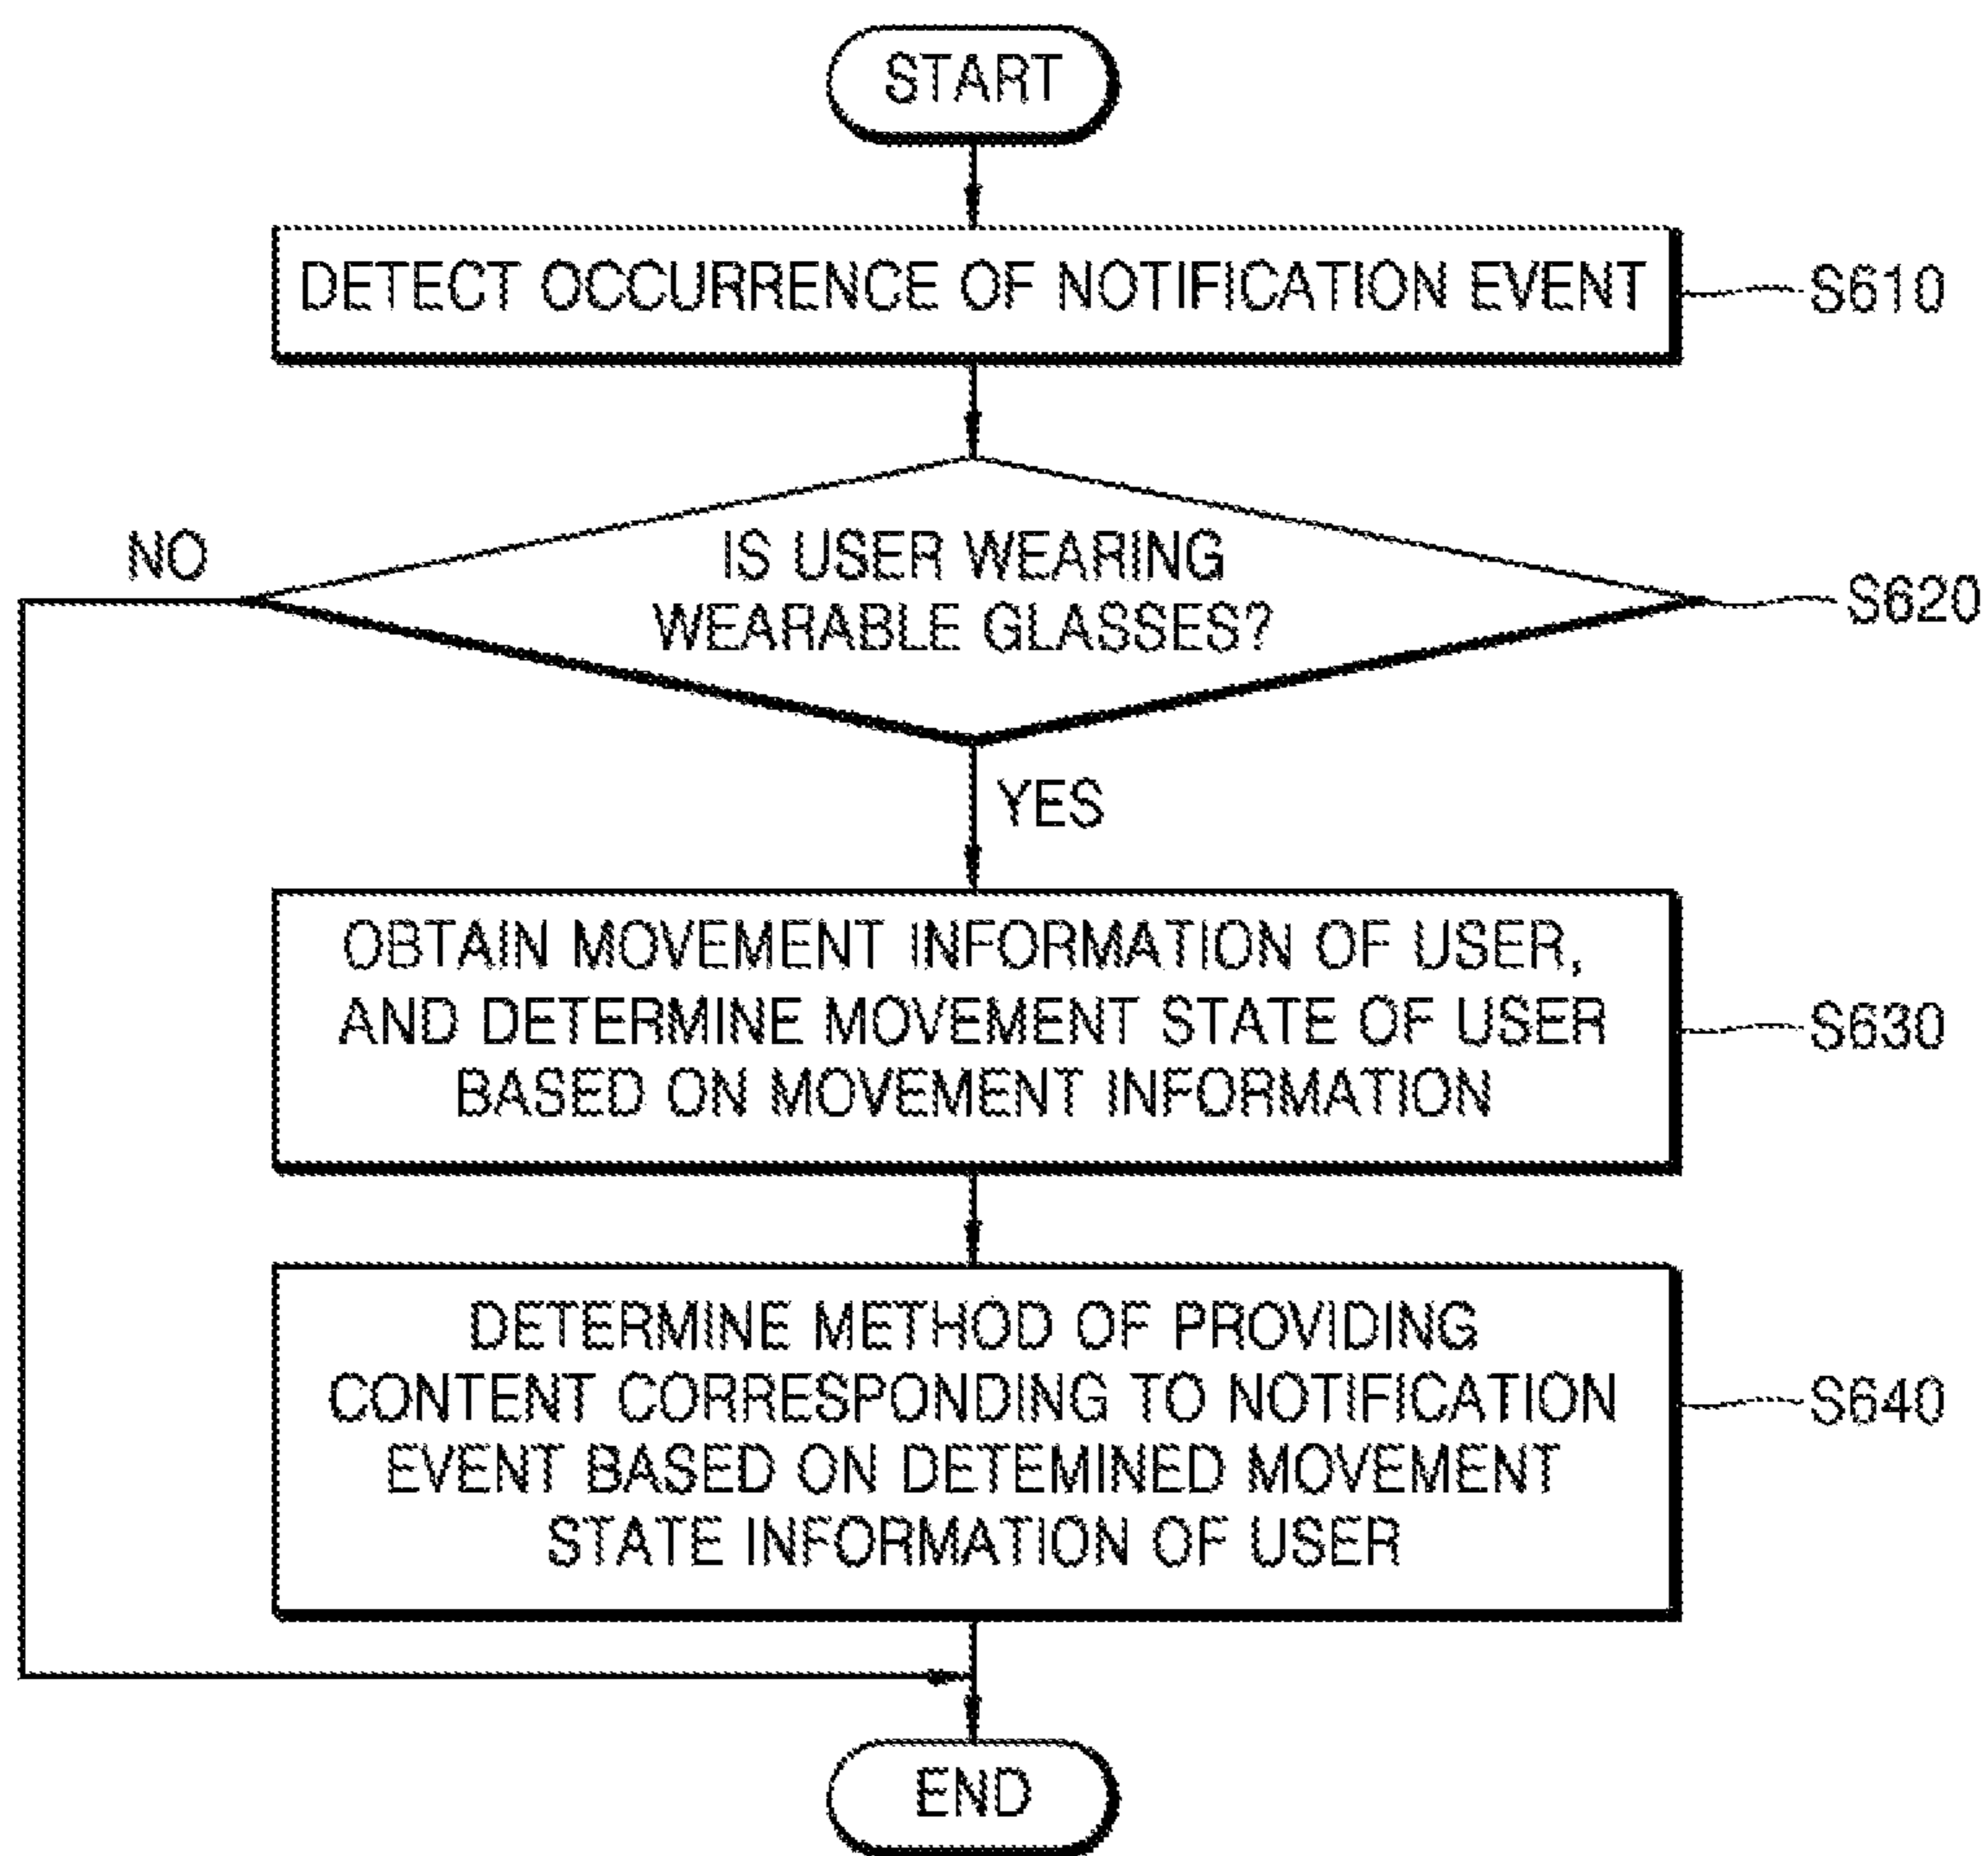 START
DETECT OCCURRENCE OF NOTIFICATION EVENT
S610
NO
IS USER WEARING
WEARABLE GLASSES?
S620
YES
OBTAIN MOVEMENT INFORMATION OF USER,
AND DETERMINE MOVEMENT STATE OF USER
BASED ON MOVEMENT INFORMATION
S630
DETERMINE METHOD OF PROVIDING
CONTENT CORRESPONDING TO NOTIFICATION
EVENT BASED ON DETEMINED MOVEMENT
STATE INFORMATION OF USER
S640
END